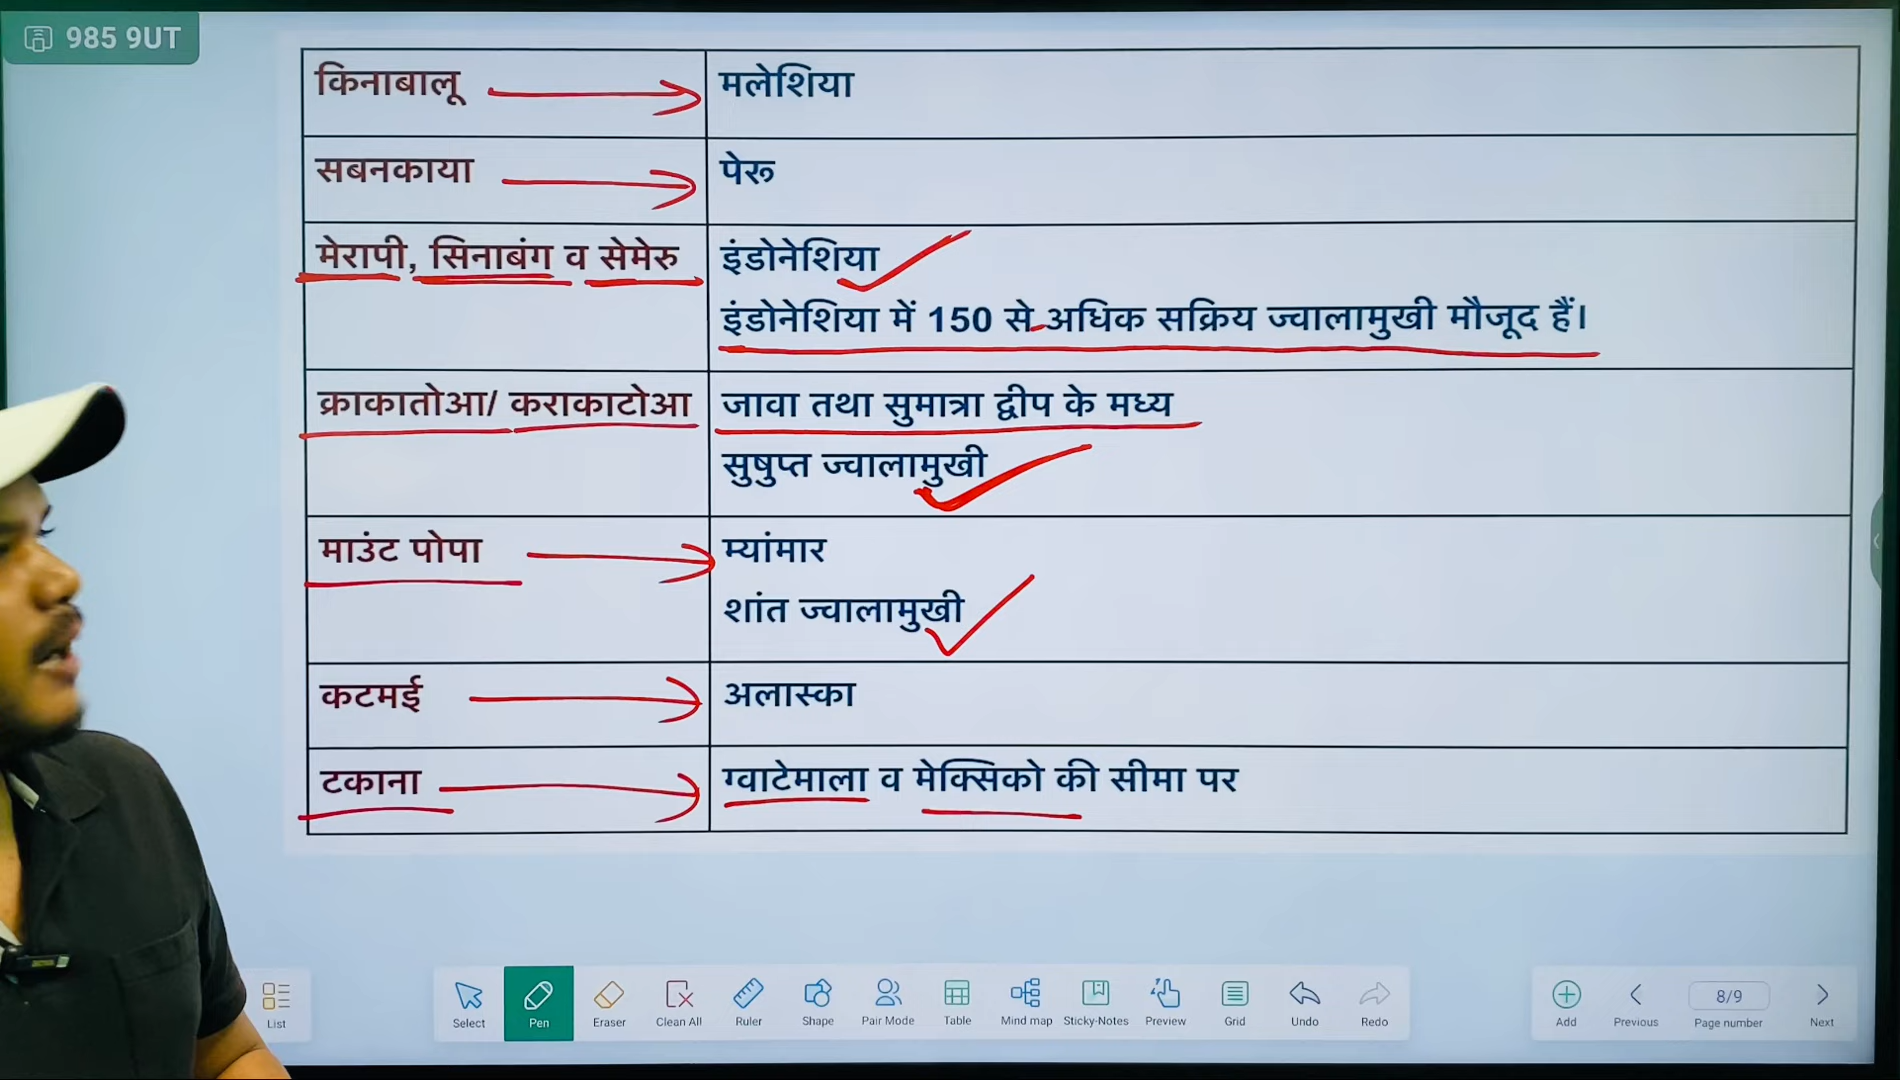 985 9UT
किनाबालू मलेशिया
सबनकाया पेरू
मेरापी, सिनाबंग व सेमेरु इंडोनेशिया
इंडोनेशिया में 150 से अधिक सक्रिय ज्वालामुखी मौजूद हैं।
क्राकातोआ/ कराकाटोआ जावा तथा सुमात्रा द्वीप के मध्य
सुषुप्त ज्वालामुखी
माउंट पोपा म्यांमार
शांत ज्वालामुखी
कटमई अलास्का
टकाना ग्वाटेमाला व मेक्सिको की सीमा पर
List Select Pen Eraser Clean All Ruler Shape Pair Mode Table Mind map Sticky-Notes Preview Grid Undo Redo Add Previous 8/9 Page number Next